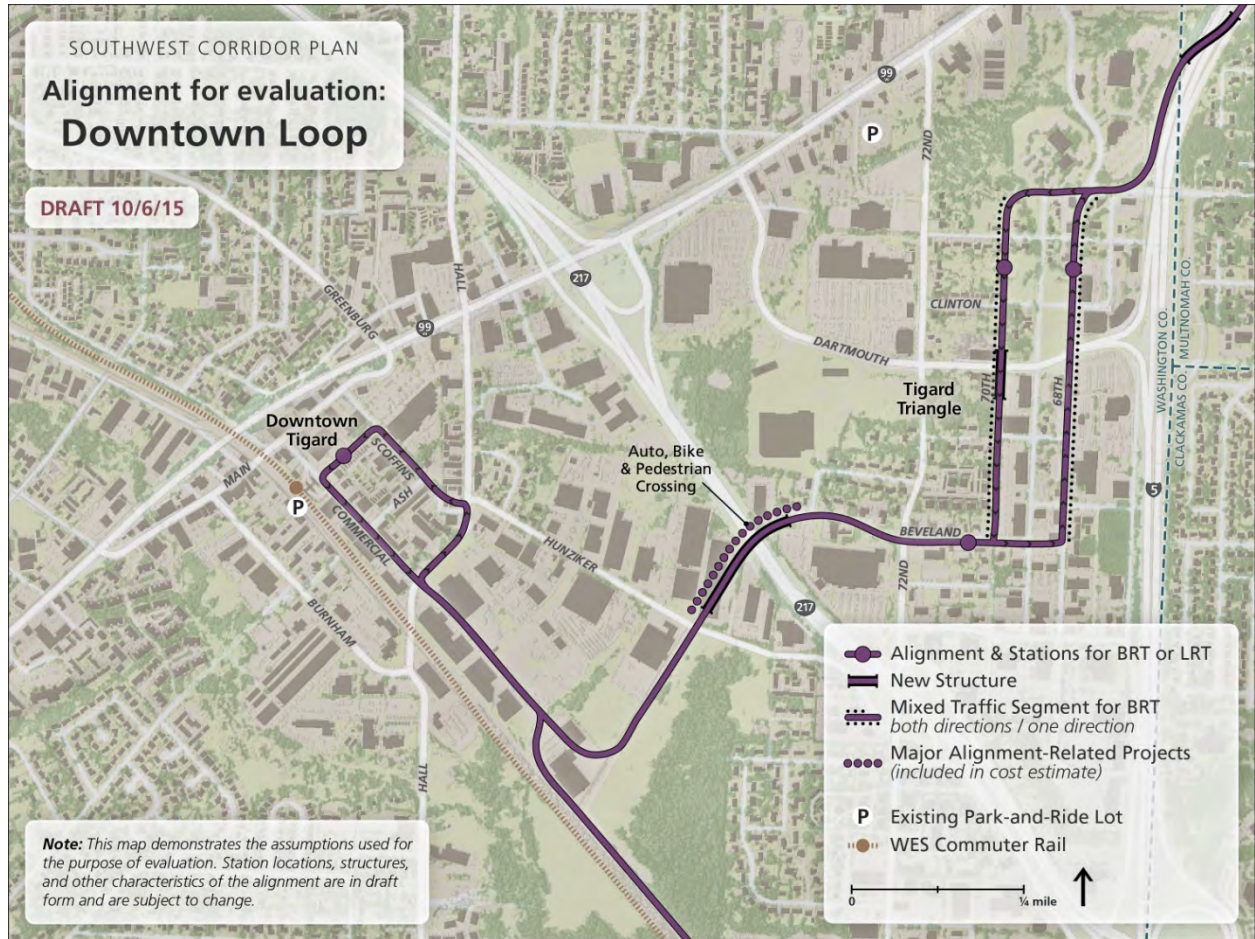 SOUTHWEST CORRIDOR PLAN
Alignment for evaluation:
Downtown Loop
DRAFT 10/6/15
99
P
72ND
HALL
217
GREENBURG
99
CLINTON
DARTMOUTH
WASHINGTON CO.
MULTNOMAH CO.
CLACKAMAS CO.
70TH
68TH
Tigard
Triangle
Downtown
Tigard
SCOFFINS
ASH
MAIN
P
COMMERCIAL
Auto, Bike
& Pedestrian
Crossing
5
HUNZIKER
BEVELAND
72ND
BURNHAM
217
HALL
Alignment & Stations for BRT or LRT
New Structure
Mixed Traffic Segment for BRT
both directions / one direction
Major Alignment-Related Projects
(included in cost estimate)
P Existing Park-and-Ride Lot
WES Commuter Rail
0 ¼ mile
Note: This map demonstrates the assumptions used for
the purpose of evaluation. Station locations, structures,
and other characteristics of the alignment are in draft
form and are subject to change.